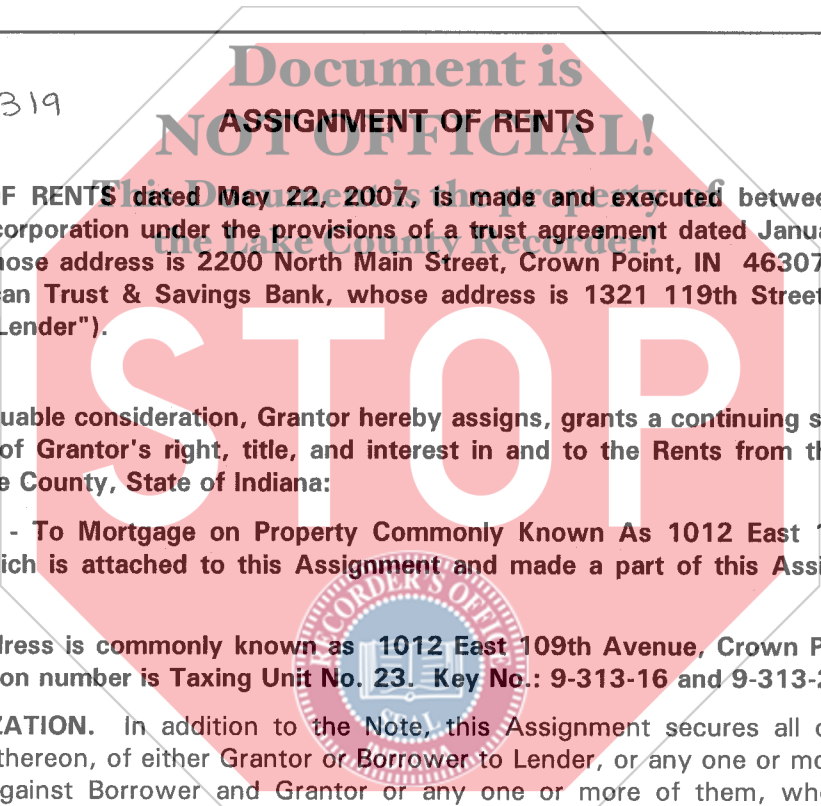 Document is
319
ASSIGNMENT OF RENTS
NOT OFFICIAL!
OF RENTS dated May 22, 2007, is made and executed betwee
This Document is the property of
corporation under the provisions of a trust agreement dated Janua
the Lake County Recorder!
hose address is 2200 North Main Street, Crown Point, IN 46307
can Trust & Savings Bank, whose address is 1321 119th Street
Lender").
STOP
uable consideration, Grantor hereby assigns, grants a continuing s
of Grantor's right, title, and interest in and to the Rents from th
e County, State of Indiana:
- To Mortgage on Property Commonly Known As 1012 East 1
ich is attached to this Assignment and made a part of this Assi
RECORDER'S OFFICE
dress is commonly known as 1012 East 109th Avenue, Crown P
on number is Taxing Unit No. 23. Key No.: 9-313-16 and 9-313-2
SEAL
ZATION. In addition to the Note, this Assignment secures all o
INDIANA
thereon, of either Grantor or Borrower to Lender, or any one or mo
gainst Borrower and Grantor or any one or more of them, whe